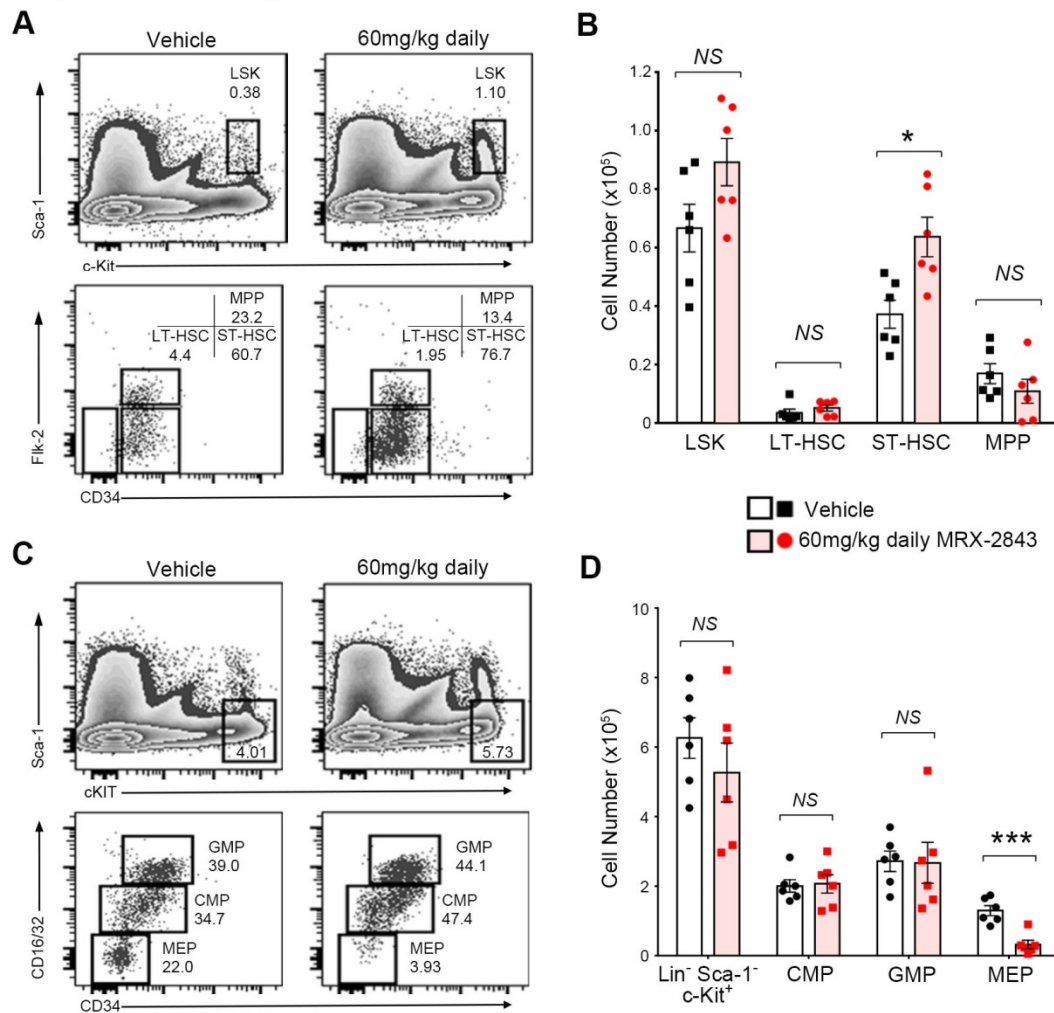 A
Vehicle
60mg/kg daily
LSK
0.38
LSK
1.10
Sca-1
c-Kit
MPP
23.2
LT-HSC ST-HSC
4.4 60.7
MPP
13.4
LT-HSC ST-HSC
1.95 76.7
Flk-2
CD34
B
NS
NS
*
NS
Cell Number (x10⁵)
1.2
1.0
0.8
0.6
0.4
0.2
0
LSK LT-HSC ST-HSC MPP
Vehicle
60mg/kg daily MRX-2843
C
Vehicle
60mg/kg daily
4.01
5.73
Sca-1
cKIT
GMP
39.0
CMP
34.7
MEP
22.0
GMP
44.1
CMP
47.4
MEP
3.93
CD16/32
CD34
D
NS
NS
NS
***
Cell Number (x10⁵)
10
8
6
4
2
0
Lin⁻ Sca-1⁻
c-Kit⁺
CMP GMP MEP